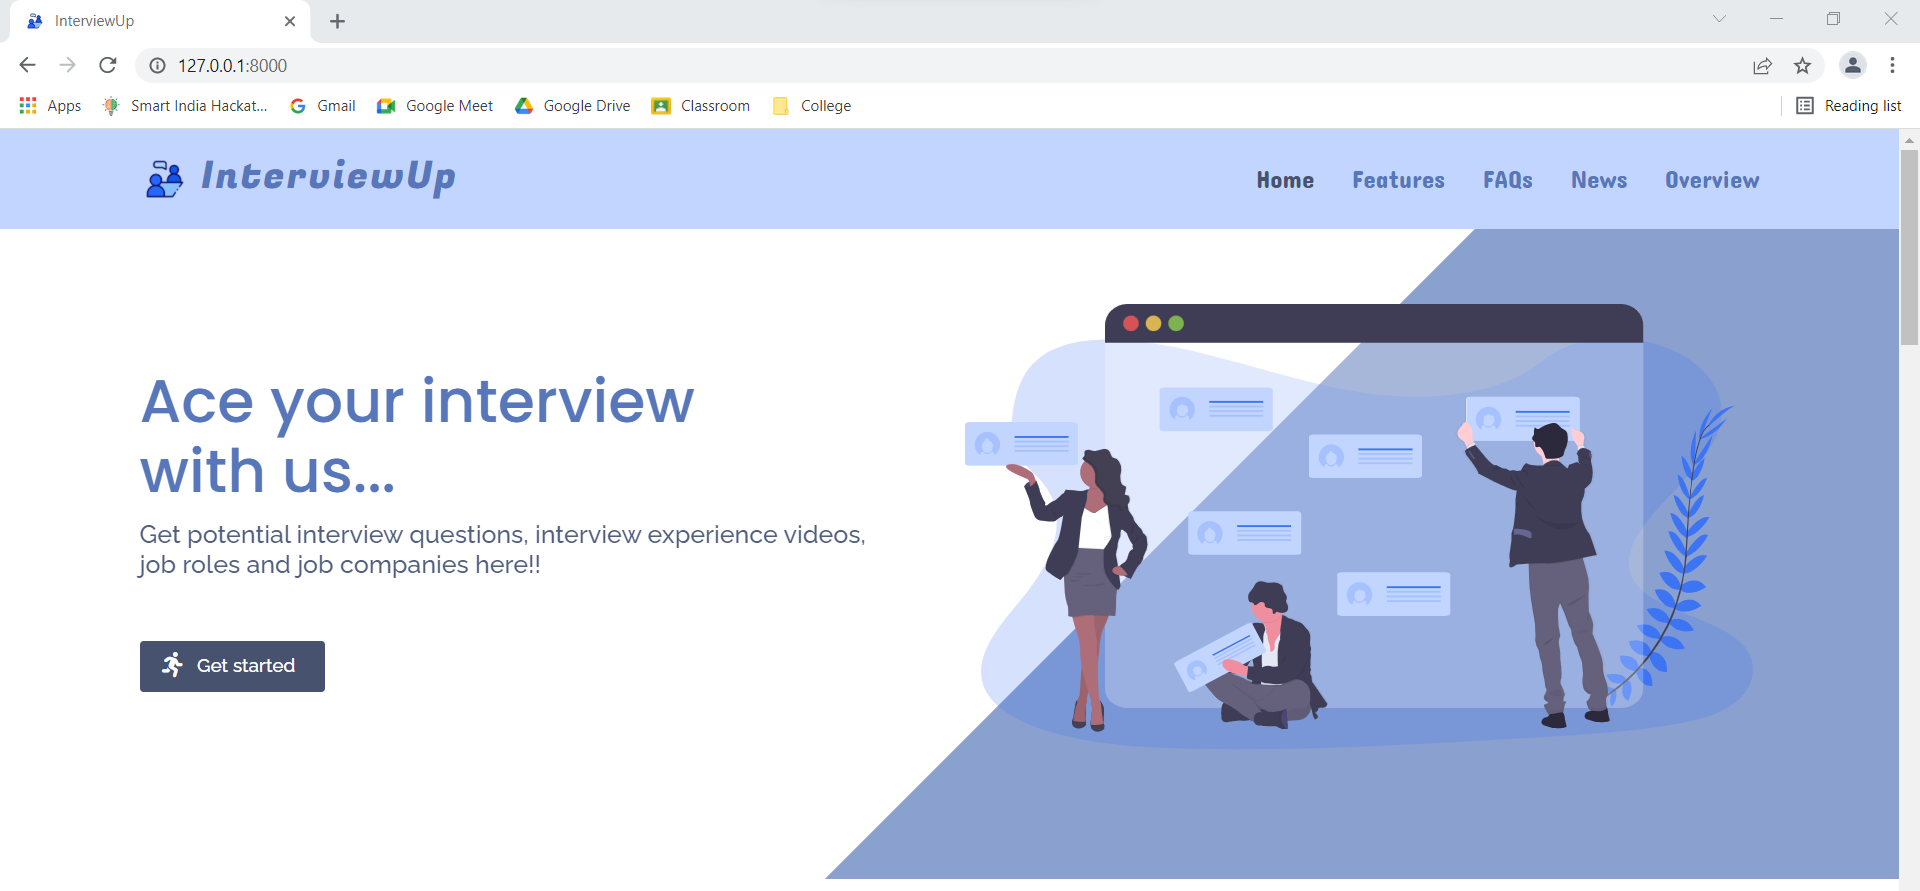 InterviewUp
127.0.0.1:8000
Apps
Smart India Hackat...
Gmail
Google Meet
Google Drive
Classroom
College
Reading list
InterviewUp
Home
Features
FAQs
News
Overview
Ace your interview
with us...
Get potential interview questions, interview experience videos,
job roles and job companies here!!
Get started